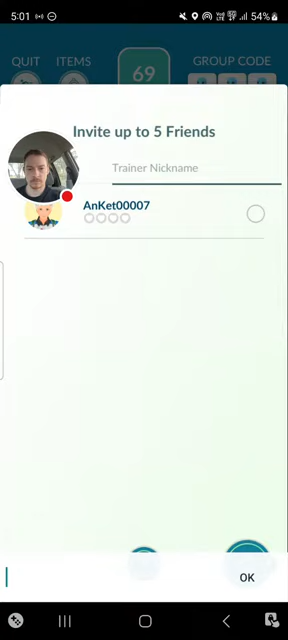 5:01
54%
QUIT
ITEMS
69
GROUP CODE
Invite up to 5 Friends
Trainer Nickname
AnKet00007
OK